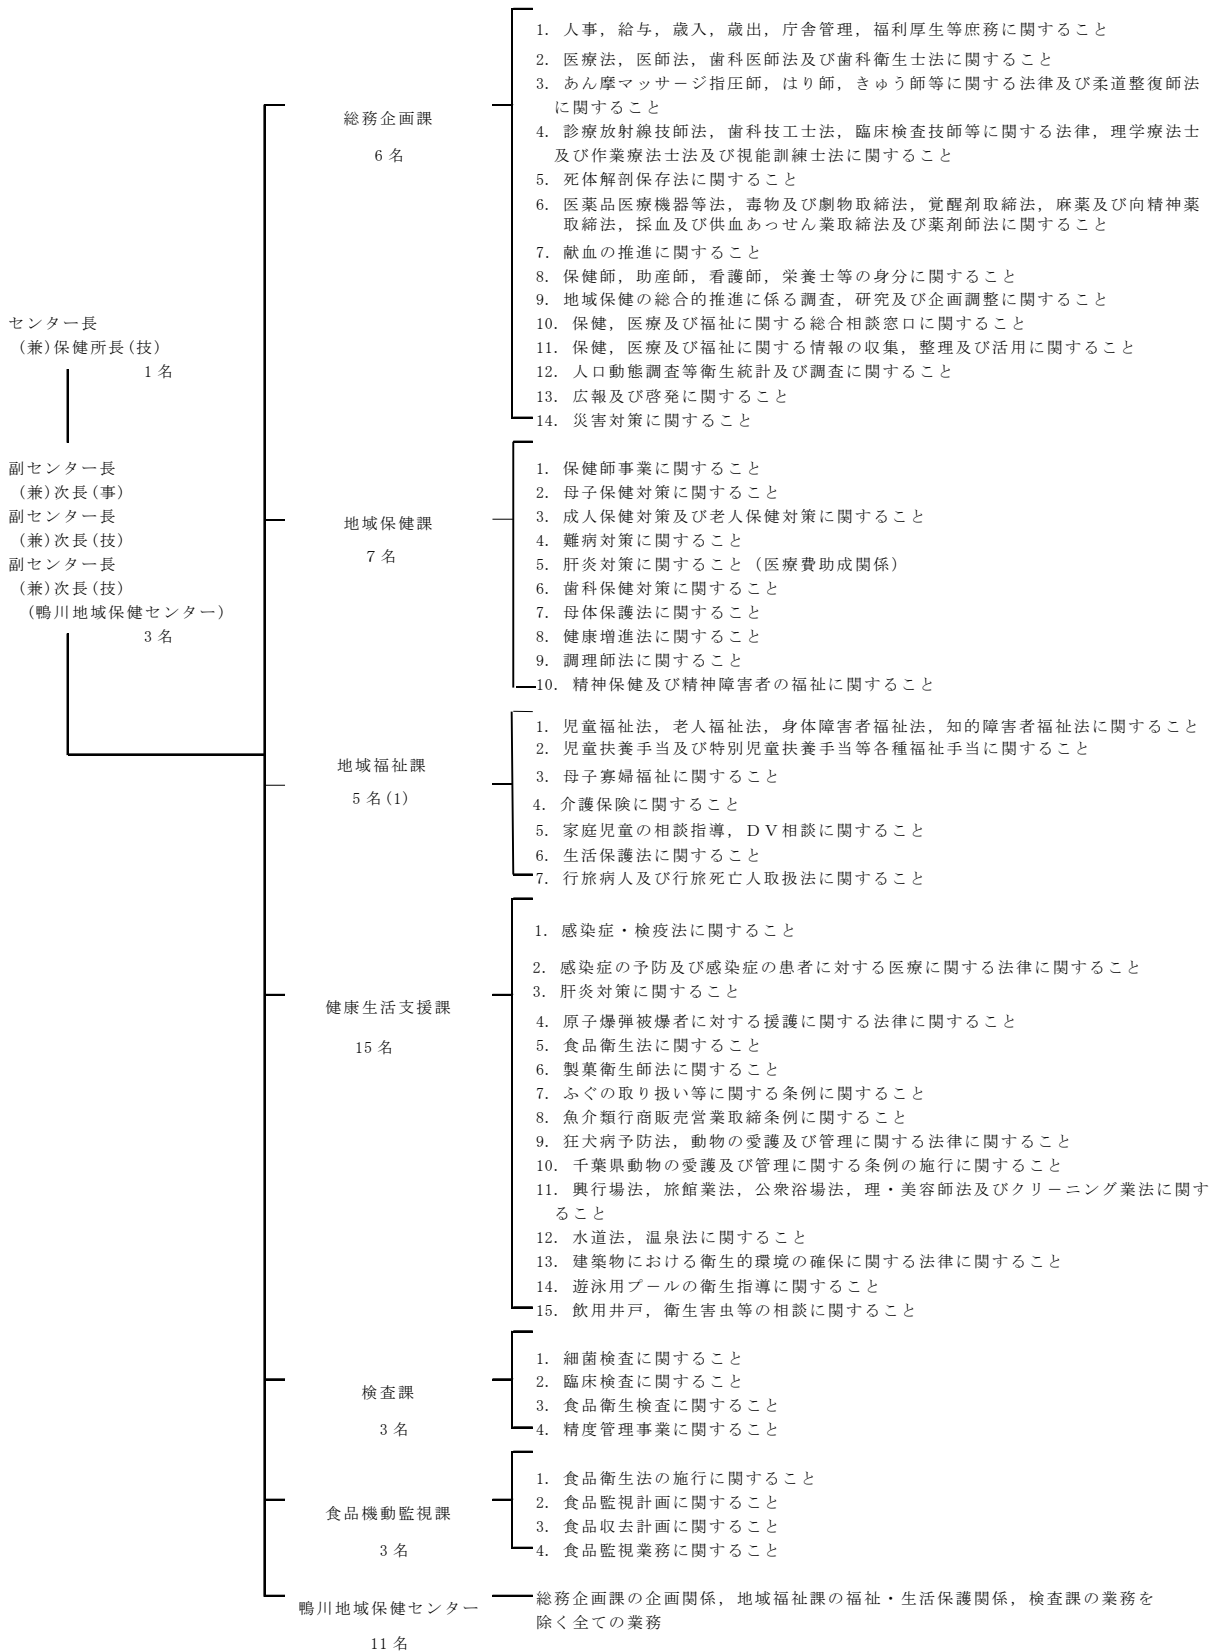 センター長
(兼)保健所長(技)
1名
副センター長
(兼)次長(事)
副センター長
(兼)次長(技)
副センター長
(兼)次長(技)
(鴨川地域保健センター)
3名
総務企画課
6名
1. 人事，給与，歳入，歳出，庁舎管理，福利厚生等庶務に関すること
2. 医療法，医師法，歯科医師法及び歯科衛生士法に関すること
3. あん摩マッサージ指圧師，はり師，きゅう師等に関する法律及び柔道整復師法
に関すること
4. 診療放射線技師法，歯科技工士法，臨床検査技師等に関する法律，理学療法士
及び作業療法士法及び視能訓練士法に関すること
5. 死体解剖保存法に関すること
6. 医薬品医療機器等法，毒物及び劇物取締法，覚醒剤取締法，麻薬及び向精神薬
取締法，採血及び供血あっせん業取締法及び薬剤師法に関すること
7. 献血の推進に関すること
8. 保健師，助産師，看護師，栄養士等の身分に関すること
9. 地域保健の総合的推進に係る調査，研究及び企画調整に関すること
10. 保健，医療及び福祉に関する総合相談窓口に関すること
11. 保健，医療及び福祉に関する情報の収集，整理及び活用に関すること
12. 人口動態調査等衛生統計及び調査に関すること
13. 広報及び啓発に関すること
14. 災害対策に関すること
地域保健課
7名
1. 保健師事業に関すること
2. 母子保健対策に関すること
3. 成人保健対策及び老人保健対策に関すること
4. 難病対策に関すること
5. 肝炎対策に関すること（医療費助成関係）
6. 歯科保健対策に関すること
7. 母体保護法に関すること
8. 健康増進法に関すること
9. 調理師法に関すること
10. 精神保健及び精神障害者の福祉に関すること
地域福祉課
5名(1)
1. 児童福祉法，老人福祉法，身体障害者福祉法，知的障害者福祉法に関すること
2. 児童扶養手当及び特別児童扶養手当等各種福祉手当に関すること
3. 母子寡婦福祉に関すること
4. 介護保険に関すること
5. 家庭児童の相談指導，ＤＶ相談に関すること
6. 生活保護法に関すること
7. 行旅病人及び行旅死亡人取扱法に関すること
健康生活支援課
15名
1. 感染症・検疫法に関すること
2. 感染症の予防及び感染症の患者に対する医療に関する法律に関すること
3. 肝炎対策に関すること
4. 原子爆弾被爆者に対する援護に関する法律に関すること
5. 食品衛生法に関すること
6. 製菓衛生師法に関すること
7. ふぐの取り扱い等に関する条例に関すること
8. 魚介類行商販売営業取締条例に関すること
9. 狂犬病予防法，動物の愛護及び管理に関する法律に関すること
10. 千葉県動物の愛護及び管理に関する条例の施行に関すること
11. 興行場法，旅館業法，公衆浴場法，理・美容師法及びクリーニング業法に関す
ること
12. 水道法，温泉法に関すること
13. 建築物における衛生的環境の確保に関する法律に関すること
14. 遊泳用プールの衛生指導に関すること
15. 飲用井戸，衛生害虫等の相談に関すること
検査課
3名
1. 細菌検査に関すること
2. 臨床検査に関すること
3. 食品衛生検査に関すること
4. 精度管理事業に関すること
食品機動監視課
3名
1. 食品衛生法の施行に関すること
2. 食品監視計画に関すること
3. 食品収去計画に関すること
4. 食品監視業務に関すること
鴨川地域保健センター
11名
総務企画課の企画関係，地域福祉課の福祉・生活保護関係，検査課の業務を
除く全ての業務